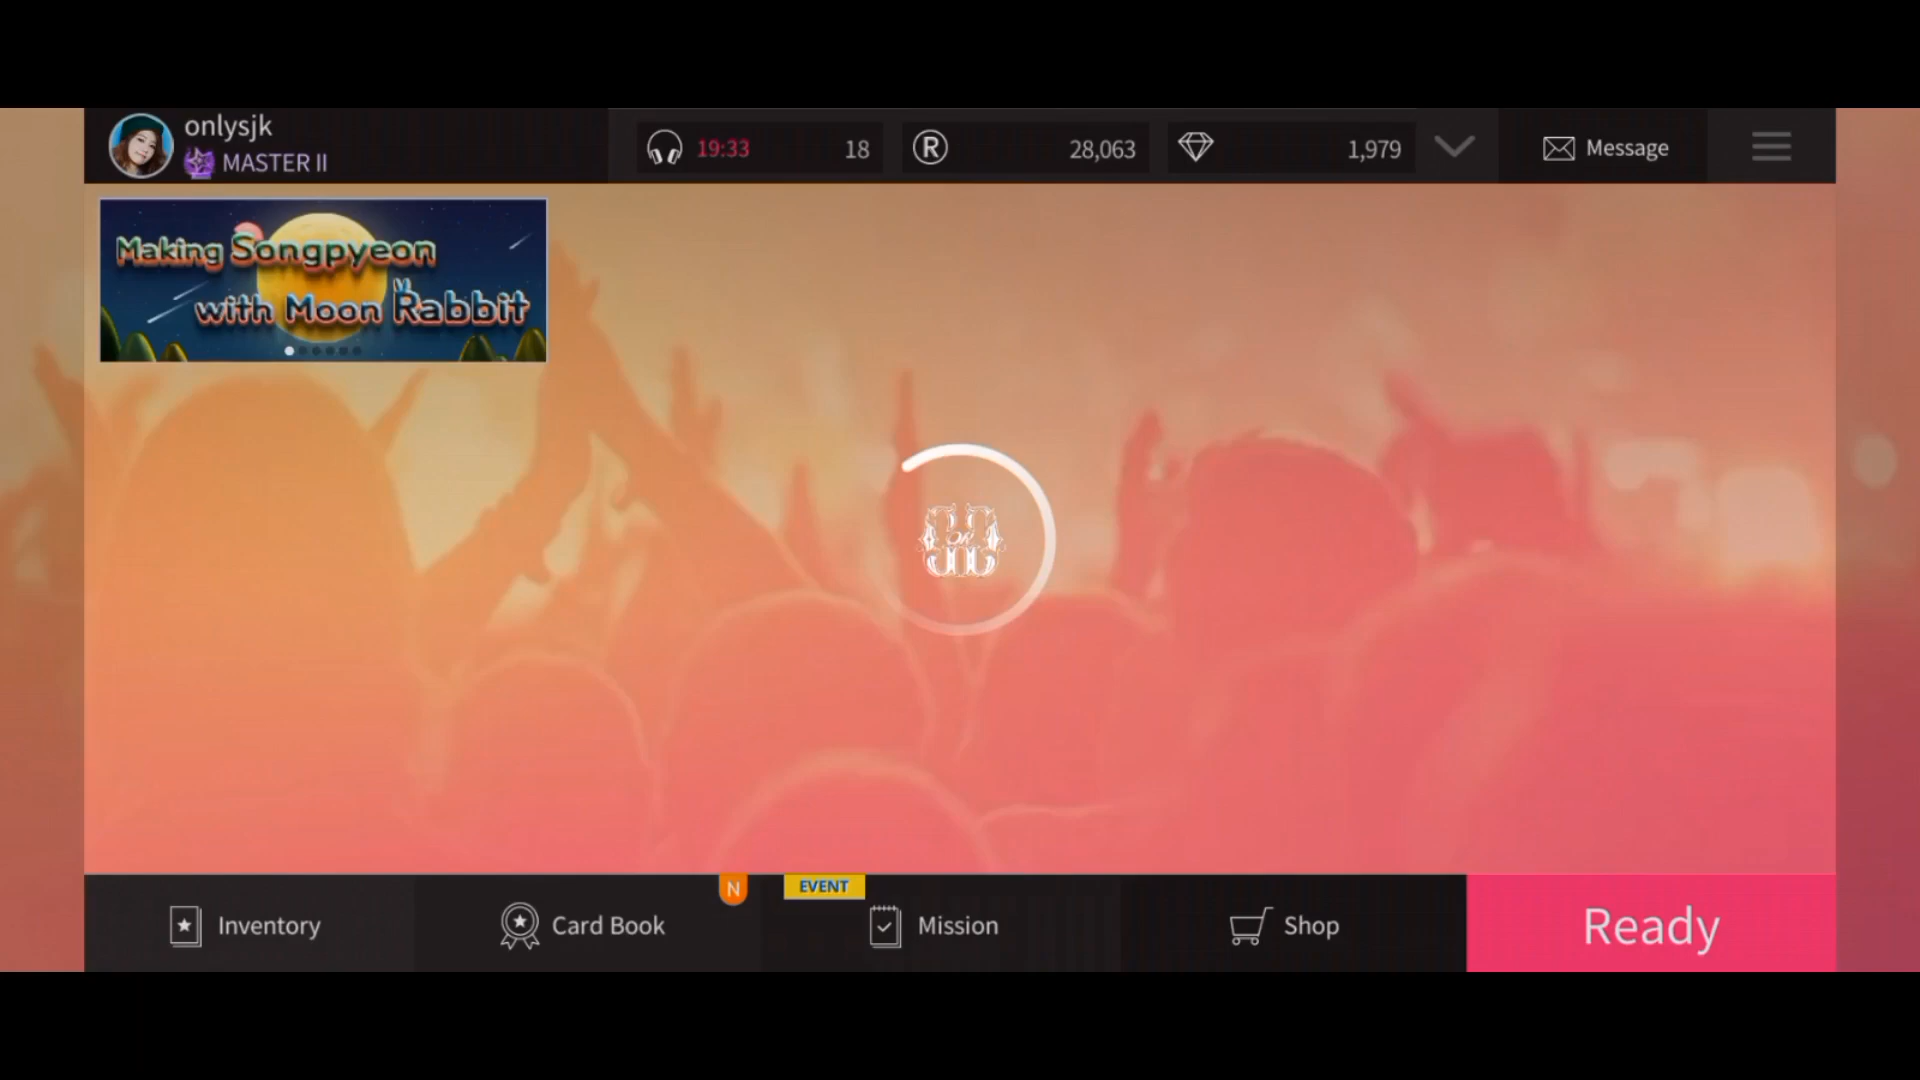 onlysjk
MASTER II
19:33
18
R
28,063
1,979
Message
Making Songpyeon
with Moon Rabbit
OR
N
EVENT
Inventory
Card Book
Mission
Shop
Ready